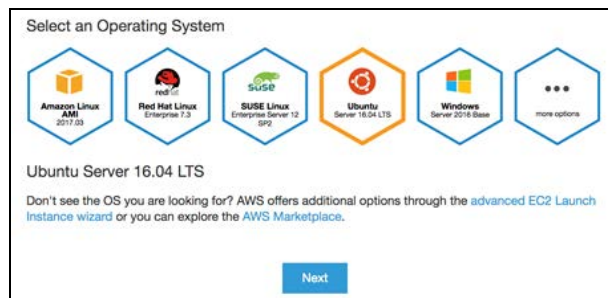 Select an Operating System
redhat
SUSE
Amazon Linux
AMI
2017.03
Red Hat Linux
Enterprise 7.3
SUSE Linux
Enterprise Server 12
SP2
Ubuntu
Server 16.04 LTS
Windows
Server 2016 Base
more options
Ubuntu Server 16.04 LTS
Don't see the OS you are looking for? AWS offers additional options through the advanced EC2 Launch
Instance wizard or you can explore the AWS Marketplace.
Next